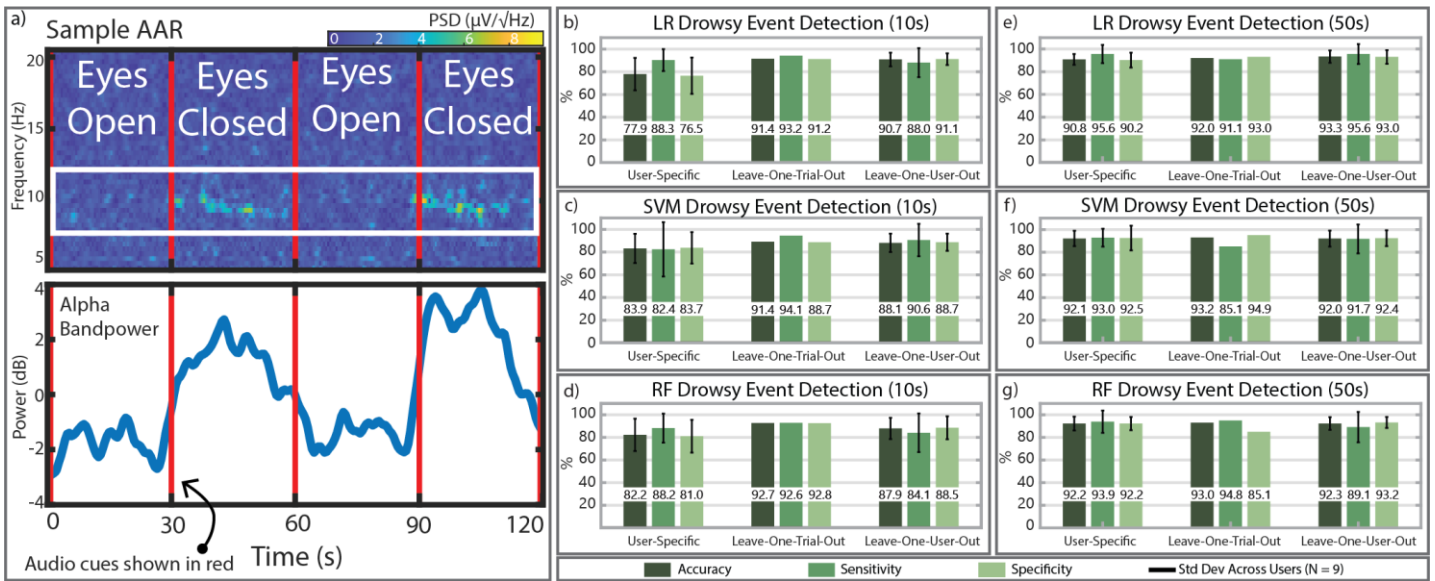 a)
Sample AAR
PSD (μV/√Hz)
0 2 4 6 8
Frequency (Hz)
20
15
10
5
Eyes Open
Eyes Closed
Eyes Open
Eyes Closed
Alpha Bandpower
Power (dB)
4
2
0
-2
-4
0 30 60 90 120
Time (s)
Audio cues shown in red
b) LR Drowsy Event Detection (10s)
%
100
80
60
40
20
0
77.9 88.3 76.5 91.4 93.2 91.2 90.7 88.0 91.1
User-Specific Leave-One-Trial-Out Leave-One-User-Out
c) SVM Drowsy Event Detection (10s)
%
100
80
60
40
20
0
83.9 82.4 83.7 91.4 94.1 88.7 88.1 90.6 88.7
User-Specific Leave-One-Trial-Out Leave-One-User-Out
d) RF Drowsy Event Detection (10s)
%
100
80
60
40
20
82.2 88.2 81.0 92.7 92.6 92.8 87.9 84.1 88.5
User-Specific Leave-One-Trial-Out Leave-One-User-Out
e) LR Drowsy Event Detection (50s)
%
100
80
60
40
20
0
90.8 95.6 90.2 92.0 91.1 93.0 93.3 95.6 93.0
User-Specific Leave-One-Trial-Out Leave-One-User-Out
f) SVM Drowsy Event Detection (50s)
%
100
80
60
40
20
0
92.1 93.0 92.5 93.2 85.1 94.9 92.0 91.7 92.4
User-Specific Leave-One-Trial-Out Leave-One-User-Out
g) RF Drowsy Event Detection (50s)
%
100
80
60
40
20
0
92.2 93.9 92.2 93.0 94.8 85.1 92.3 89.1 93.2
User-Specific Leave-One-Trial-Out Leave-One-User-Out
Accuracy Sensitivity Specificity Std Dev Across Users (N = 9)